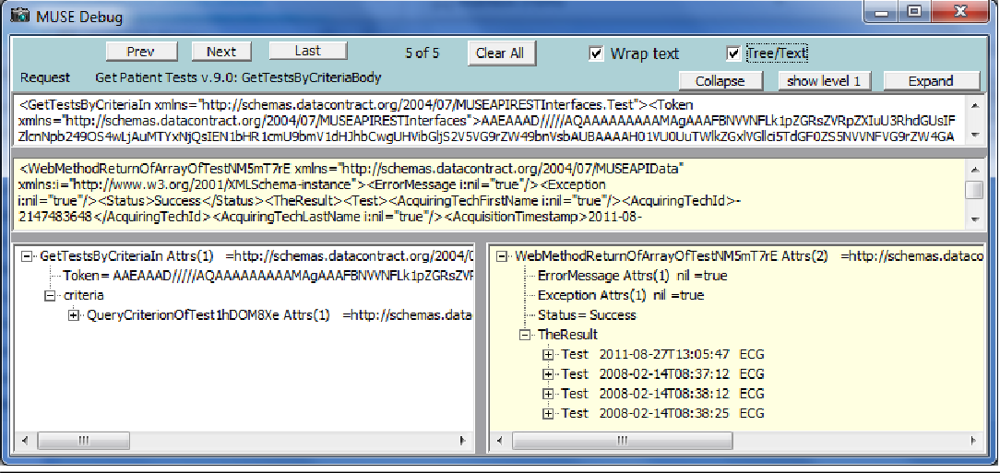 MUSE Debug
Prev Next Last 5 of 5 Clear All Wrap text Tree/Text
Request Get Patient Tests v.9.0: GetTestsByCriteriaBody Collapse show level 1 Expand
<GetTestsByCriteriaIn xmlns="http://schemas.datacontract.org/2004/07/MUSEAPIRESTInterfaces.Test"><Token
xmlns="http://schemas.datacontract.org/2004/07/MUSEAPIRESTInterfaces">AAEAAAD/////AQAAAAAAAAAMAgAAAFBNVVNFLk1pZGRsZVRpZXIuU3RhdGUsIF
ZlcnNpb249OS4wLjAuMTYxNjQsIEN1bHR1cmU9bmV1dHJhbCwgUHVibGljS2V5VG9rZW49bnVsbAUBAAAAH01VU0UuTWlkZGxlVGllci5TdGF0ZS5NVVNFVG9rZW4GA
<WebMethodReturnOfArrayOfTestNM5mT7rE xmlns="http://schemas.datacontract.org/2004/07/MUSEAPIData"
xmlns:i="http://www.w3.org/2001/XMLSchema-instance"><ErrorMessage i:nil="true"/><Exception
i:nil="true"/><Status>Success</Status><TheResult><Test><AcquiringTechFirstName i:nil="true"/><AcquiringTechId>-
2147483648</AcquiringTechId><AcquiringTechLastName i:nil="true"/><AcquisitionTimestamp>2011-08-
GetTestsByCriteriaIn Attrs(1) =http://schemas.datacontract.org/2004/0
Token= AAEAAAD/////AQAAAAAAAAAMAgAAAFBNVVNFLk1pZGRsZVF
criteria
QueryCriterionOfTest1hDOM8Xe Attrs(1) =http://schemas.data
WebMethodReturnOfArrayOfTestNM5mT7rE Attrs(2) =http://schemas.dataco
ErrorMessage Attrs(1) nil =true
Exception Attrs(1) nil =true
Status= Success
TheResult
Test 2011-08-27T13:05:47 ECG
Test 2008-02-14T08:37:12 ECG
Test 2008-02-14T08:38:12 ECG
Test 2008-02-14T08:38:25 ECG